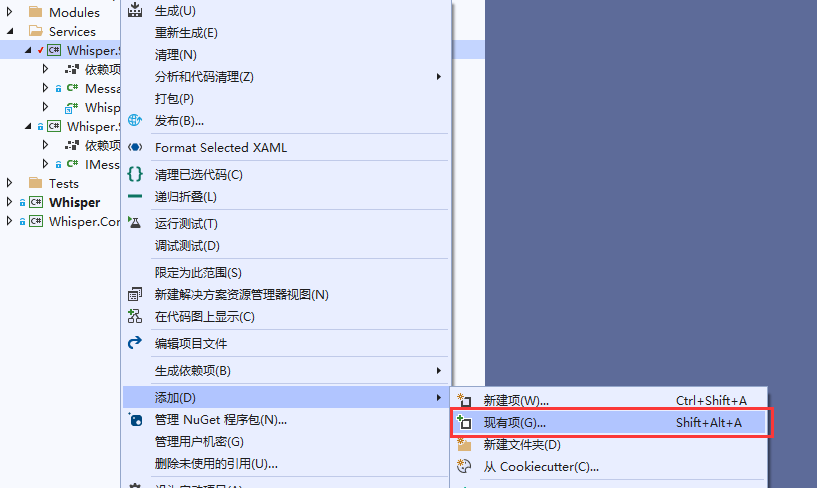 Modules
Services
Whisper.S
依赖项
Messa
Whisp
Whisper.S
依赖项
IMess
Tests
Whisper
Whisper.Cor
生成(U)
重新生成(E)
清理(N)
分析和代码清理(Z)
打包(P)
发布(B)...
Format Selected XAML
清理已选代码(C)
递归折叠(L)
运行测试(T)
调试测试(D)
限定为此范围(S)
新建解决方案资源管理器视图(N)
在代码图上显示(C)
编辑项目文件
生成依赖项(B)
添加(D)
管理 NuGet 程序包(N)...
管理用户机密(G)
删除未使用的引用(U)...
新建项(W)... Ctrl+Shift+A
现有项(G)... Shift+Alt+A
新建文件夹(D)
从 Cookiecutter(C)...